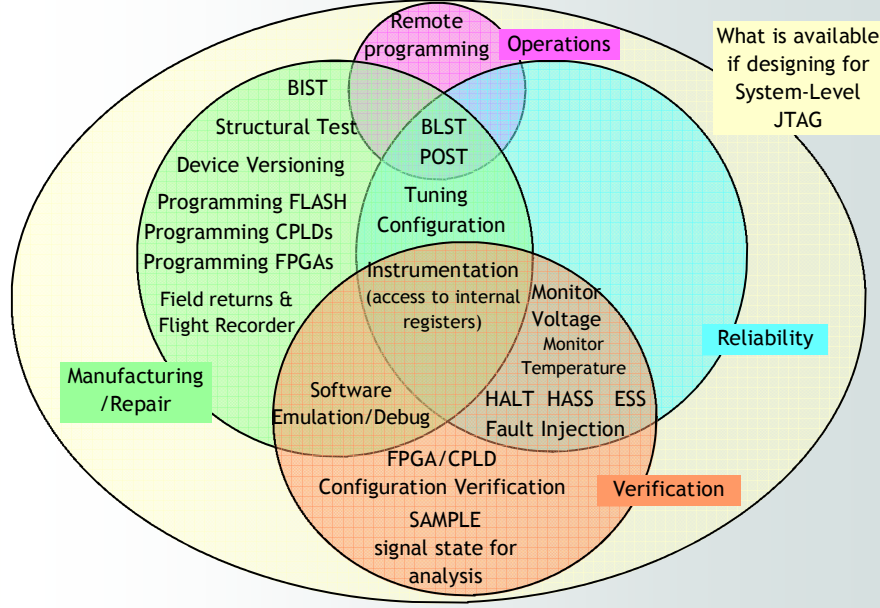 Remote
programming
Operations
What is available
if designing for
System-Level
JTAG
BIST
Structural Test
BLST
POST
Device Versioning
Tuning
Configuration
Programming FLASH
Programming CPLDs
Programming FPGAs
Instrumentation
(access to internal
registers)
Field returns &
Flight Recorder
Monitor
Voltage
Monitor
Temperature
Reliability
Manufacturing
/Repair
Software
Emulation/Debug
HALT HASS ESS
Fault Injection
FPGA/CPLD
Configuration Verification
Verification
SAMPLE
signal state for
analysis